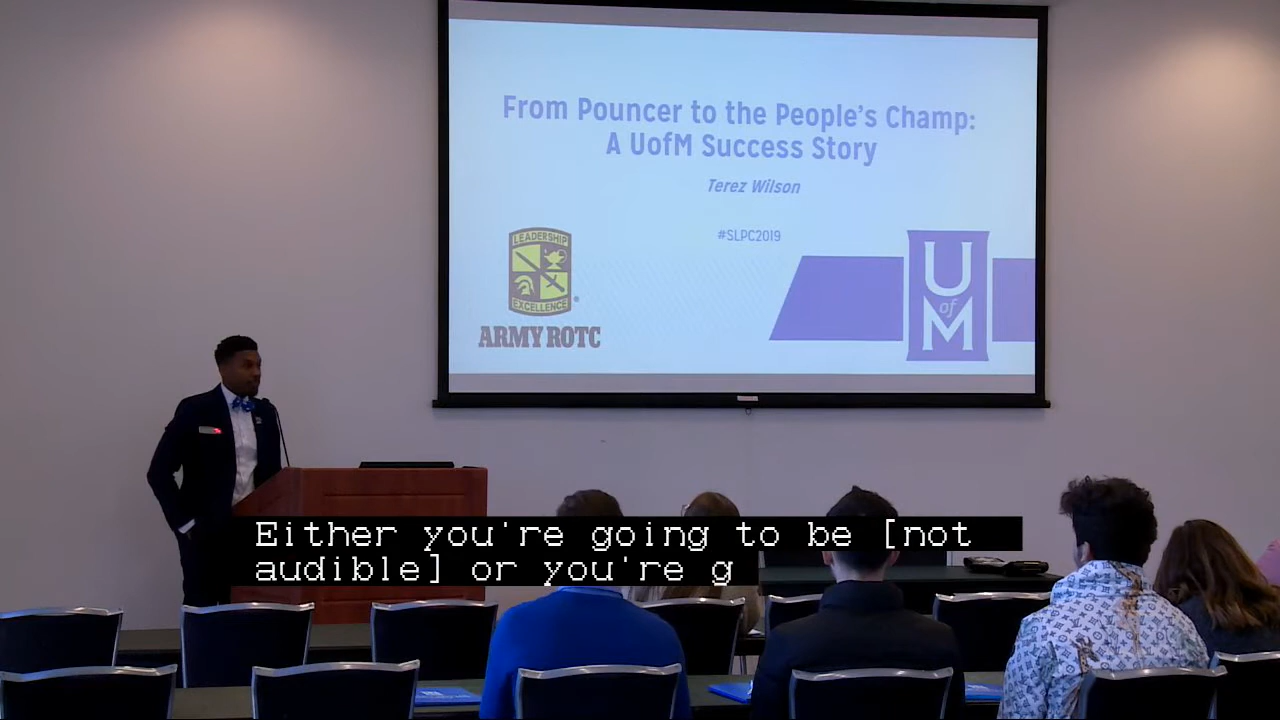 From Pouncer to the People's Champ:
A UofM Success Story
Terez Wilson
#SLPC2019
LEADERSHIP
EXCELLENCE
ARMY ROTC
U
of
M
Either you're going to be [not
audible] or you're g